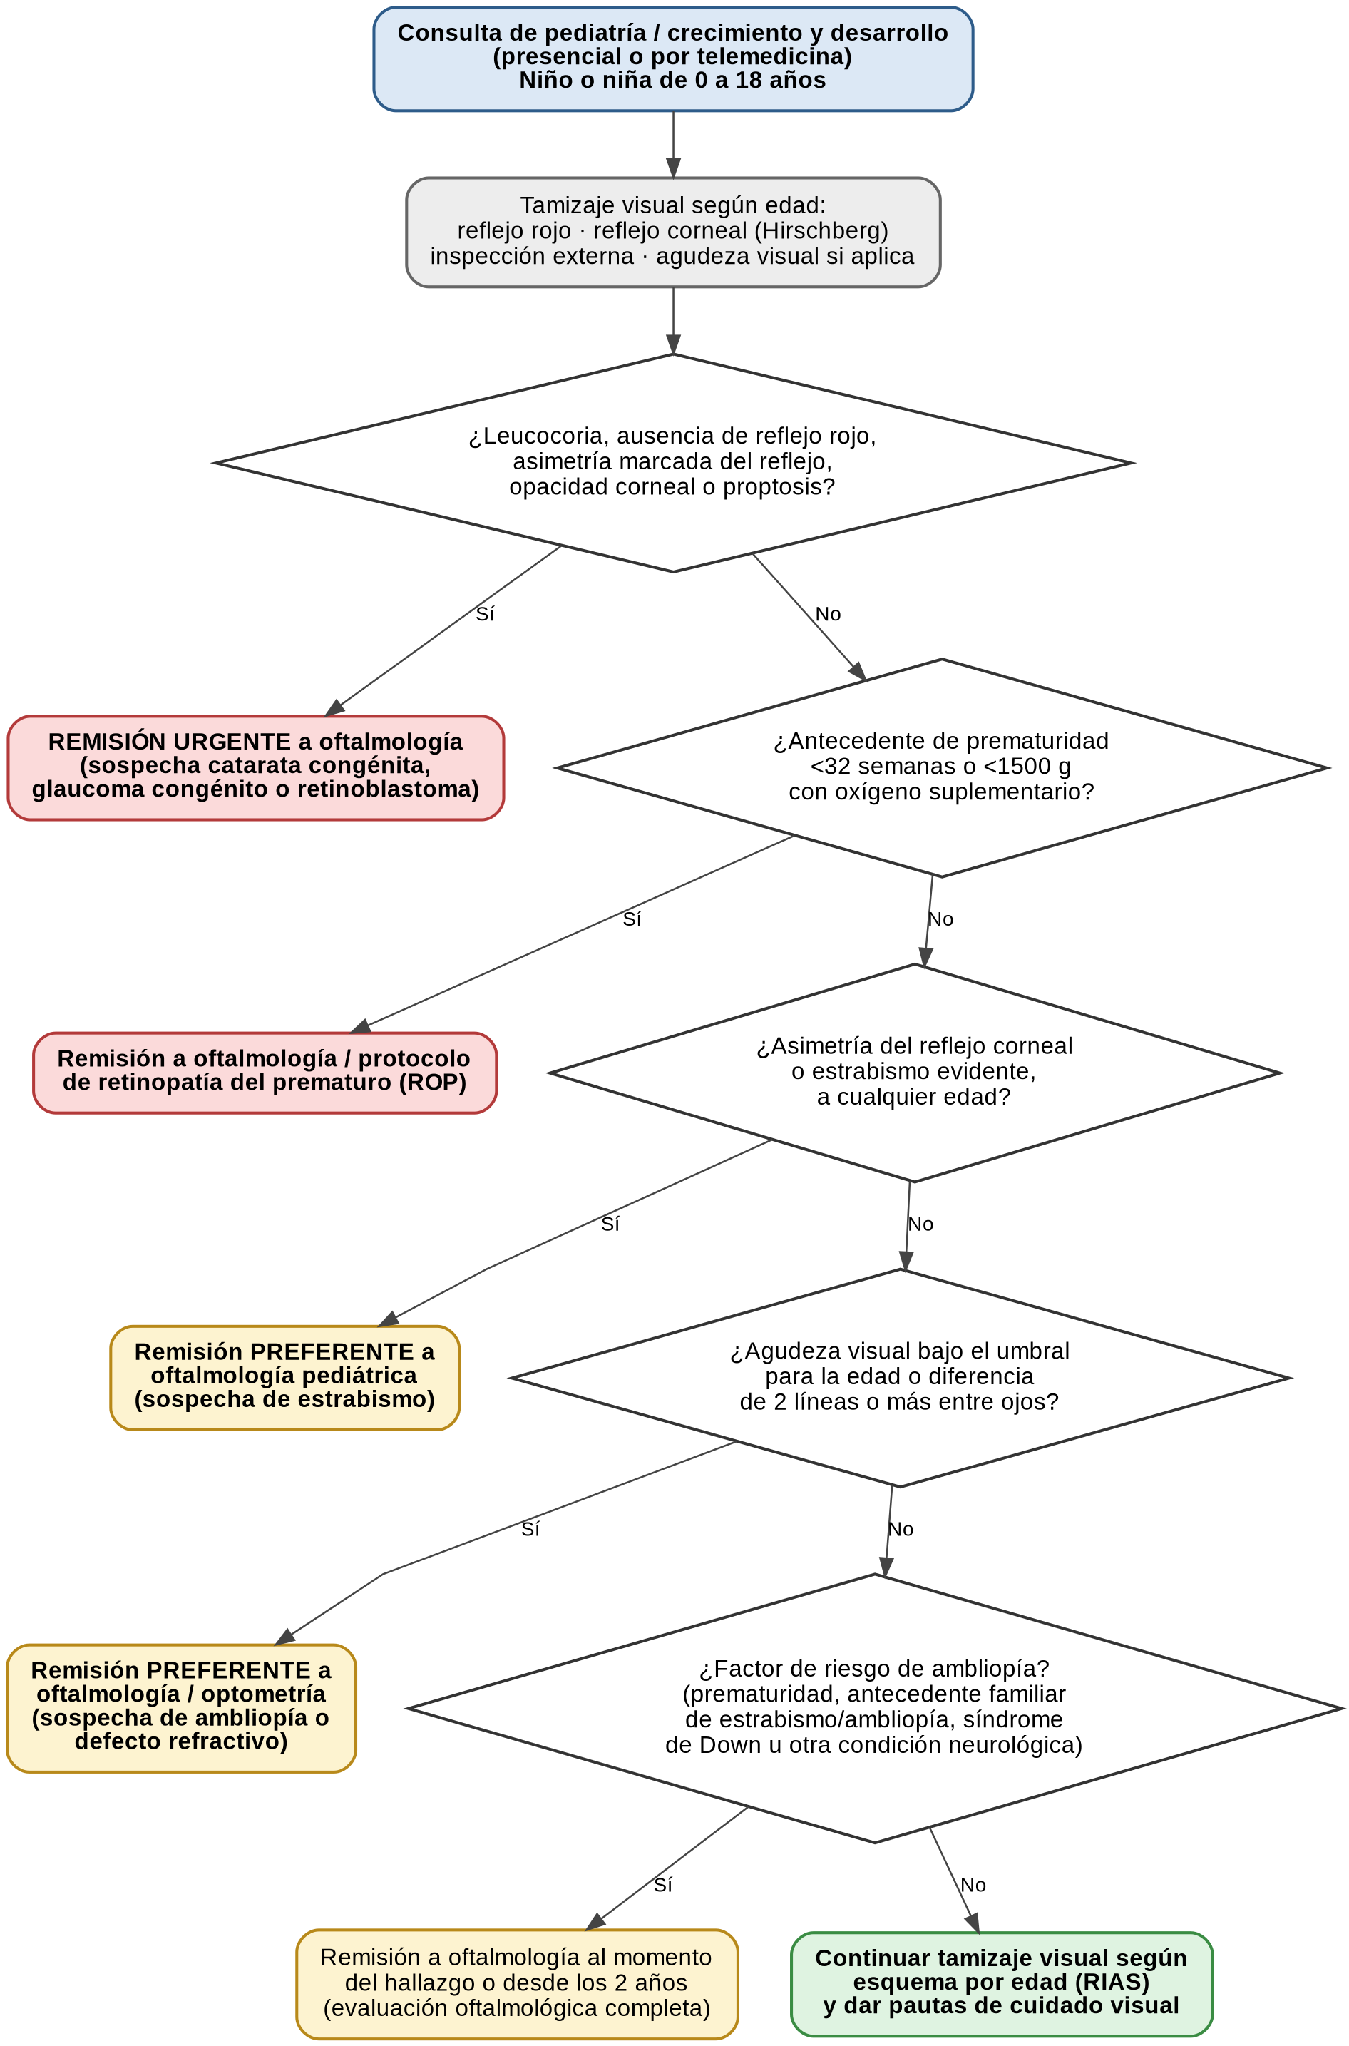 Consulta de pediatría / crecimiento y desarrollo
(presencial o por telemedicina)
Niño o niña de 0 a 18 años
Tamizaje visual según edad:
reflejo rojo · reflejo corneal (Hirschberg)
inspección externa · agudeza visual si aplica
¿Leucocoria, ausencia de reflejo rojo,
asimetría marcada del reflejo,
opacidad corneal o proptosis?
Sí
No
REMISIÓN URGENTE a oftalmología
(sospecha catarata congénita,
glaucoma congénito o retinoblastoma)
¿Antecedente de prematuridad
<32 semanas o <1500 g
con oxígeno suplementario?
Sí
No
Remisión a oftalmología / protocolo
de retinopatía del prematuro (ROP)
¿Asimetría del reflejo corneal
o estrabismo evidente,
a cualquier edad?
Sí
No
Remisión PREFERENTE a
oftalmología pediátrica
(sospecha de estrabismo)
¿Agudeza visual bajo el umbral
para la edad o diferencia
de 2 líneas o más entre ojos?
Sí
No
Remisión PREFERENTE a
oftalmología / optometría
(sospecha de ambliopía o
defecto refractivo)
¿Factor de riesgo de ambliopía?
(prematuridad, antecedente familiar
de estrabismo/ambliopía, síndrome
de Down u otra condición neurológica)
Sí
No
Remisión a oftalmología al momento
del hallazgo o desde los 2 años
(evaluación oftalmológica completa)
Continuar tamizaje visual según
esquema por edad (RIAS)
y dar pautas de cuidado visual